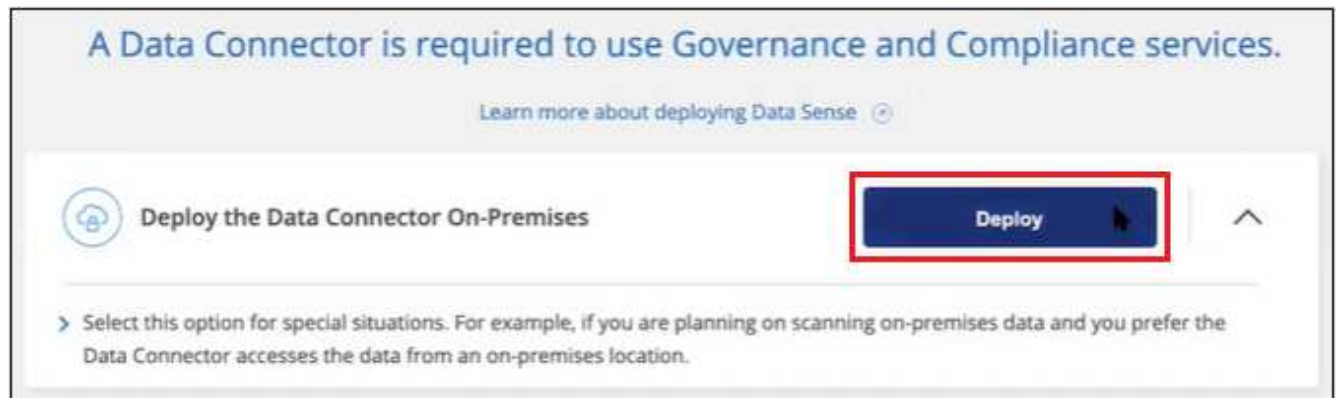 A Data Connector is required to use Governance and Compliance services.
Learn more about deploying Data Sense
Deploy the Data Connector On-Premises
Deploy
Select this option for special situations. For example, if you are planning on scanning on-premises data and you prefer the
Data Connector accesses the data from an on-premises location.